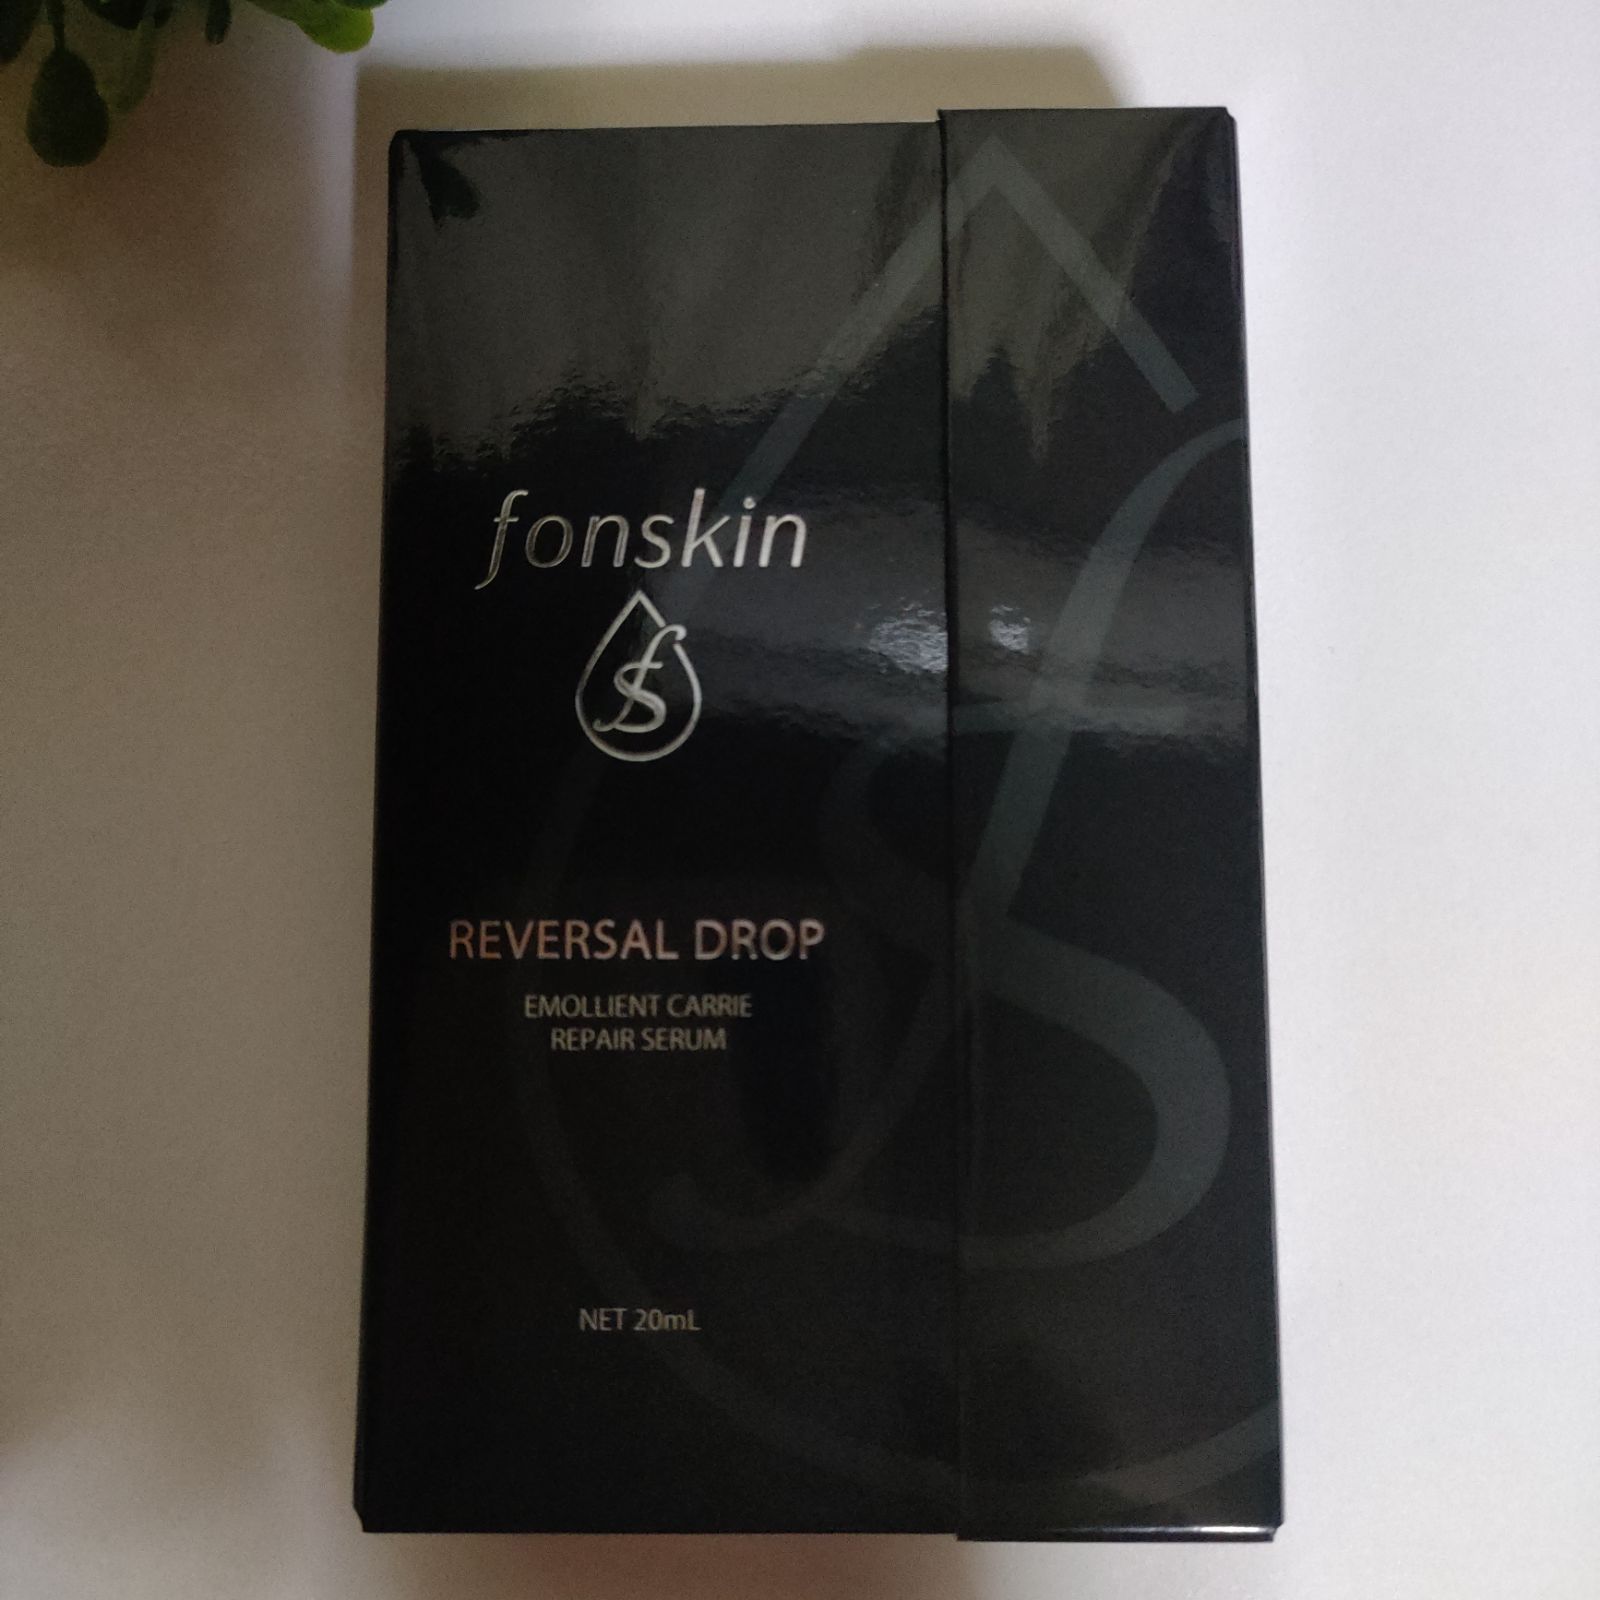 fonskin
fs
REVERSAL DROP
EMOLLIENT CARRIE
REPAIR SERUM
NET 20mL